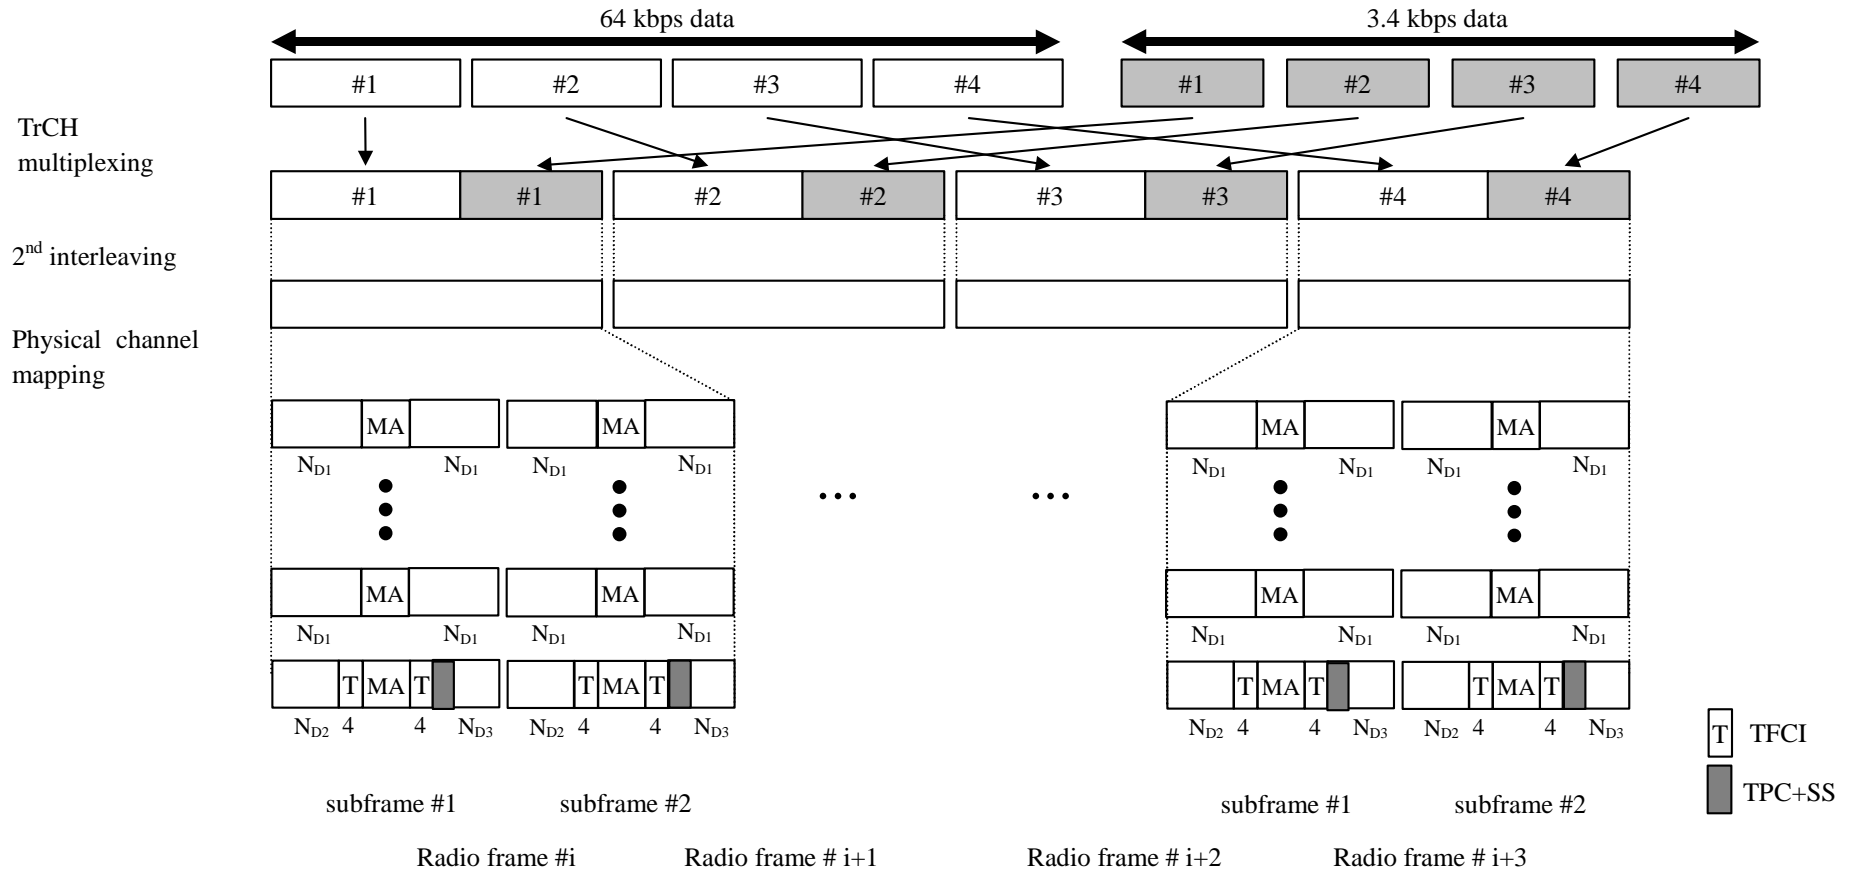 64 kbps data 3.4 kbps data
#1 #2 #3 #4 #1 #2 #3 #4
TrCH
multiplexing
#1 #1 #2 #2 #3 #3 #4 #4
2nd interleaving
Physical channel
mapping
MA MA MA MA
ND1 ND1 ND1 ND1 ND1 ND1 ND1 ND1
... ...
MA MA MA MA
ND1 ND1 ND1 ND1 ND1 ND1 ND1 ND1
T MA T T MA T T MA T T MA T
ND2 4 4 ND3 ND2 4 4 ND3 ND2 4 4 ND3 ND2 4 4 ND3
T TFCI
TPC+SS
subframe #1 subframe #2 subframe #1 subframe #2
Radio frame #i Radio frame # i+1 Radio frame # i+2 Radio frame # i+3